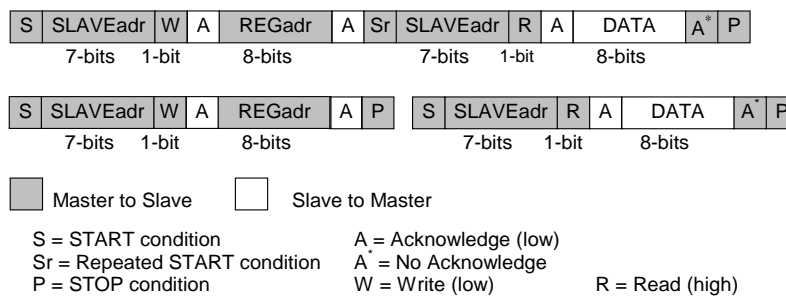 S SLAVEadr W A REGadr A Sr SLAVEadr R A DATA A* P
7-bits 1-bit 8-bits 7-bits 1-bit 8-bits
S SLAVEadr W A REGadr A P S SLAVEadr R A DATA A* P
7-bits 1-bit 8-bits 7-bits 1-bit 8-bits
Master to Slave Slave to Master
S = START condition A = Acknowledge (low)
Sr = Repeated START condition A* = No Acknowledge
P = STOP condition W = Write (low) R = Read (high)